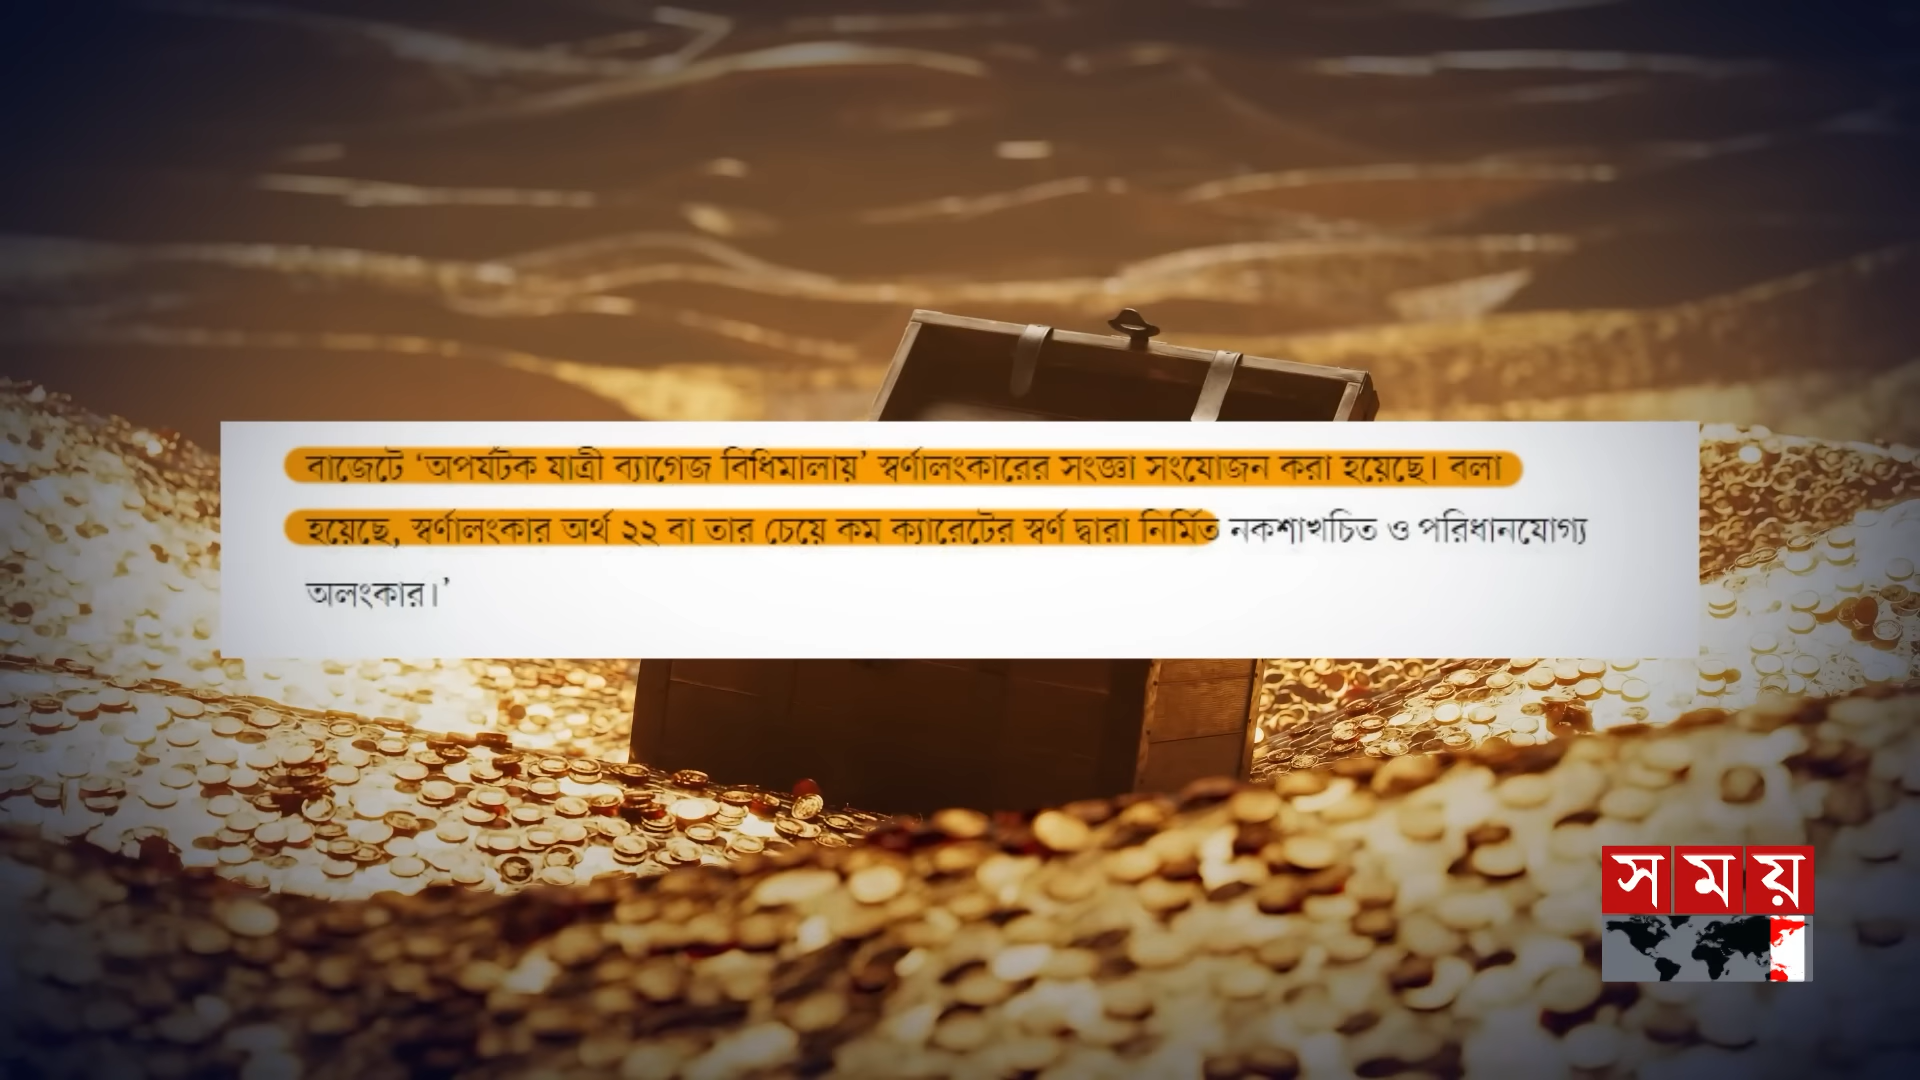 বাজেটে ‘অপর্যটক যাত্রী ব্যাগেজ বিধিমালায়’ স্বর্ণালংকারের সংজ্ঞা সংযোজন করা হয়েছে। বলা
হয়েছে, স্বর্ণালংকার অর্থ ২২ বা তার চেয়ে কম ক্যারেটের স্বর্ণ দ্বারা নির্মিত নকশাখচিত ও পরিধানযোগ্য
অলংকার।’
সময়